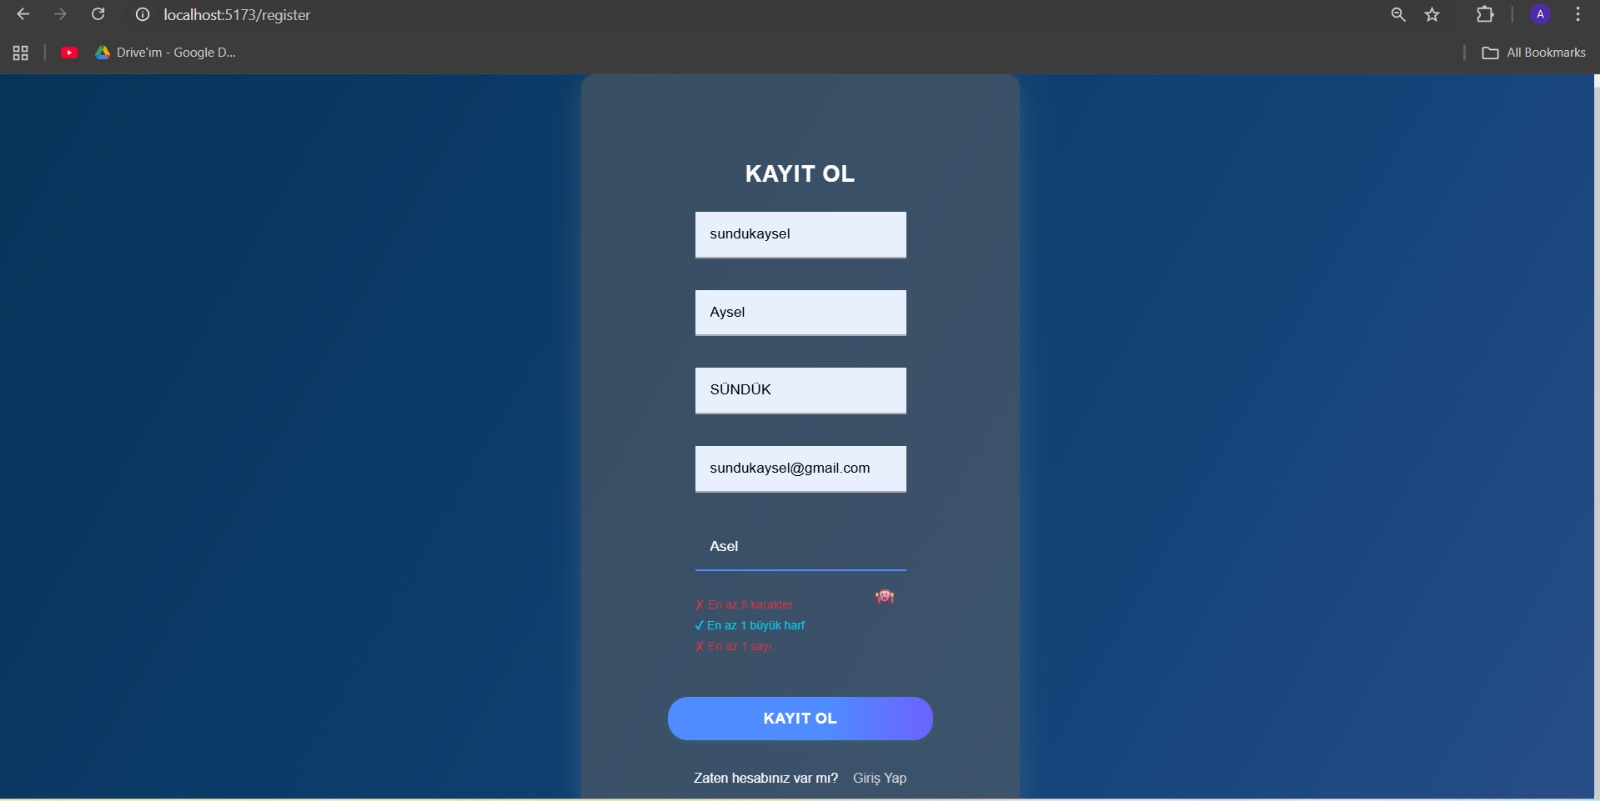 localhost:5173/register
A
Drive'ım - Google D...
All Bookmarks
KAYIT OL
sundukaysel
Aysel
SÜNDÜK
sundukaysel@gmail.com
Asel
✗ En az 6 karakter
✓ En az 1 büyük harf
✗ En az 1 sayı
KAYIT OL
Zaten hesabınız var mı? Giriş Yap